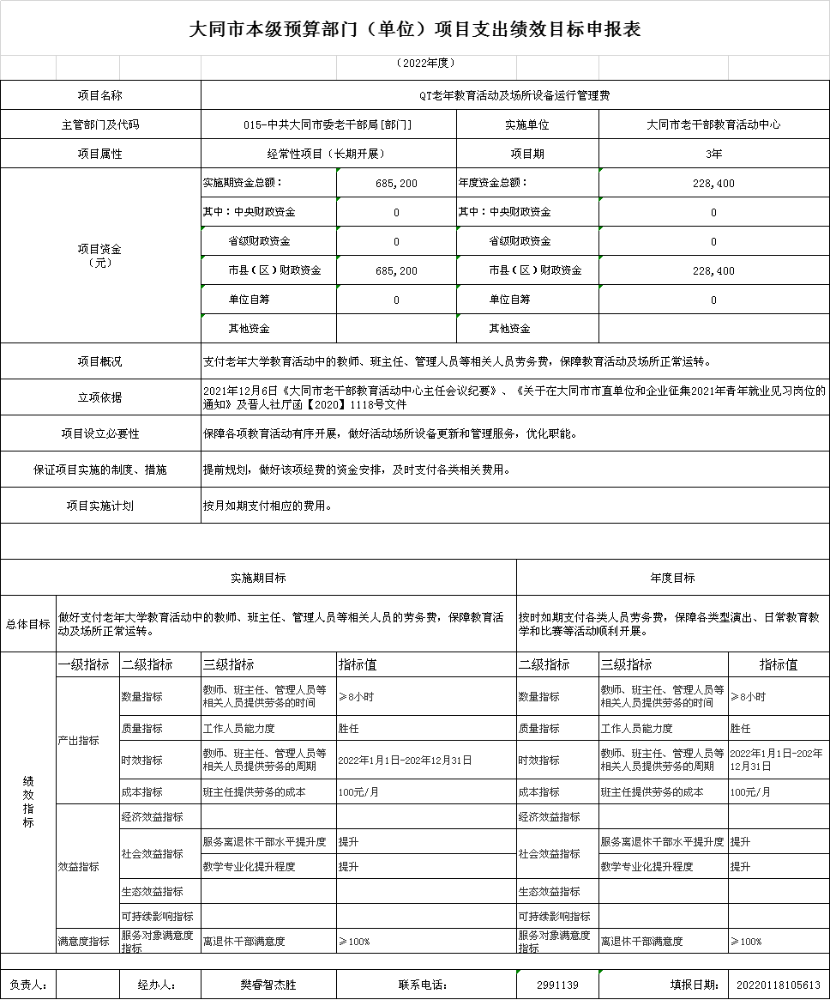 大同市本级预算部门（单位）项目支出绩效目标申报表
（2022年度）
项目名称 QT老年教育活动及场所设备运行管理费
主管部门及代码 015-中共大同市委老干部局[部门] 实施单位 大同市老干部教育活动中心
项目属性 经常性项目（长期开展） 项目期 3年
项目资金
（元）
实施期资金总额： 685,200 年度资金总额： 228,400
其中：中央财政资金 0 其中：中央财政资金 0
省级财政资金 0 省级财政资金 0
市县（区）财政资金 685,200 市县（区）财政资金 228,400
单位自筹 0 单位自筹 0
其他资金 其他资金
项目概况 支付老年大学教育活动中的教师、班主任、管理人员等相关人员劳务费，保障教育活动及场所正常运转。
立项依据
2021年12月6日《大同市老干部教育活动中心主任会议纪要》、《关于在大同市市直单位和企业征集2021年青年就业见习岗位的
通知》及晋人社厅函【2020】1118号文件
项目设立必要性 保障各项教育活动有序开展，做好活动场所设备更新和管理服务，优化职能。
保证项目实施的制度、措施 提前规划，做好该项经费的资金安排，及时支付各类相关费用。
项目实施计划 按月如期支付相应的费用。
实施期目标 年度目标
总体目标
做好支付老年大学教育活动中的教师、班主任、管理人员等相关人员的劳务费，保障教育活
动及场所正常运转。
按时如期支付各类人员劳务费，保障各类型演出、日常教育教
学和比赛等活动顺利开展。
绩
效
指
标
一级指标 二级指标 三级指标 指标值 二级指标 三级指标 指标值
产出指标
数量指标
教师、班主任、管理人员等
相关人员提供劳务的时间
≥8小时
数量指标
教师、班主任、管理人员等
相关人员提供劳务的时间
≥8小时
质量指标 工作人员能力度 胜任 质量指标 工作人员能力度 胜任
时效指标
教师、班主任、管理人员等
相关人员提供劳务的周期
2022年1月1日-202年12月31日
时效指标
教师、班主任、管理人员等
相关人员提供劳务的周期
2022年1月1日-202年
12月31日
成本指标 班主任提供劳务的成本 100元/月 成本指标 班主任提供劳务的成本 100元/月
效益指标
经济效益指标 经济效益指标
社会效益指标
服务离退休干部水平提升度 提升
教学专业化提升程度 提升
社会效益指标
服务离退休干部水平提升度 提升
教学专业化提升程度 提升
生态效益指标 生态效益指标
可持续影响指标 可持续影响指标
满意度指标
服务对象满意度
指标
离退休干部满意度 ≥100%
服务对象满意度
指标
离退休干部满意度 ≥100%
负责人： 经办人： 樊睿智杰胜 联系电话： 2991139 填报日期： 20220118105613